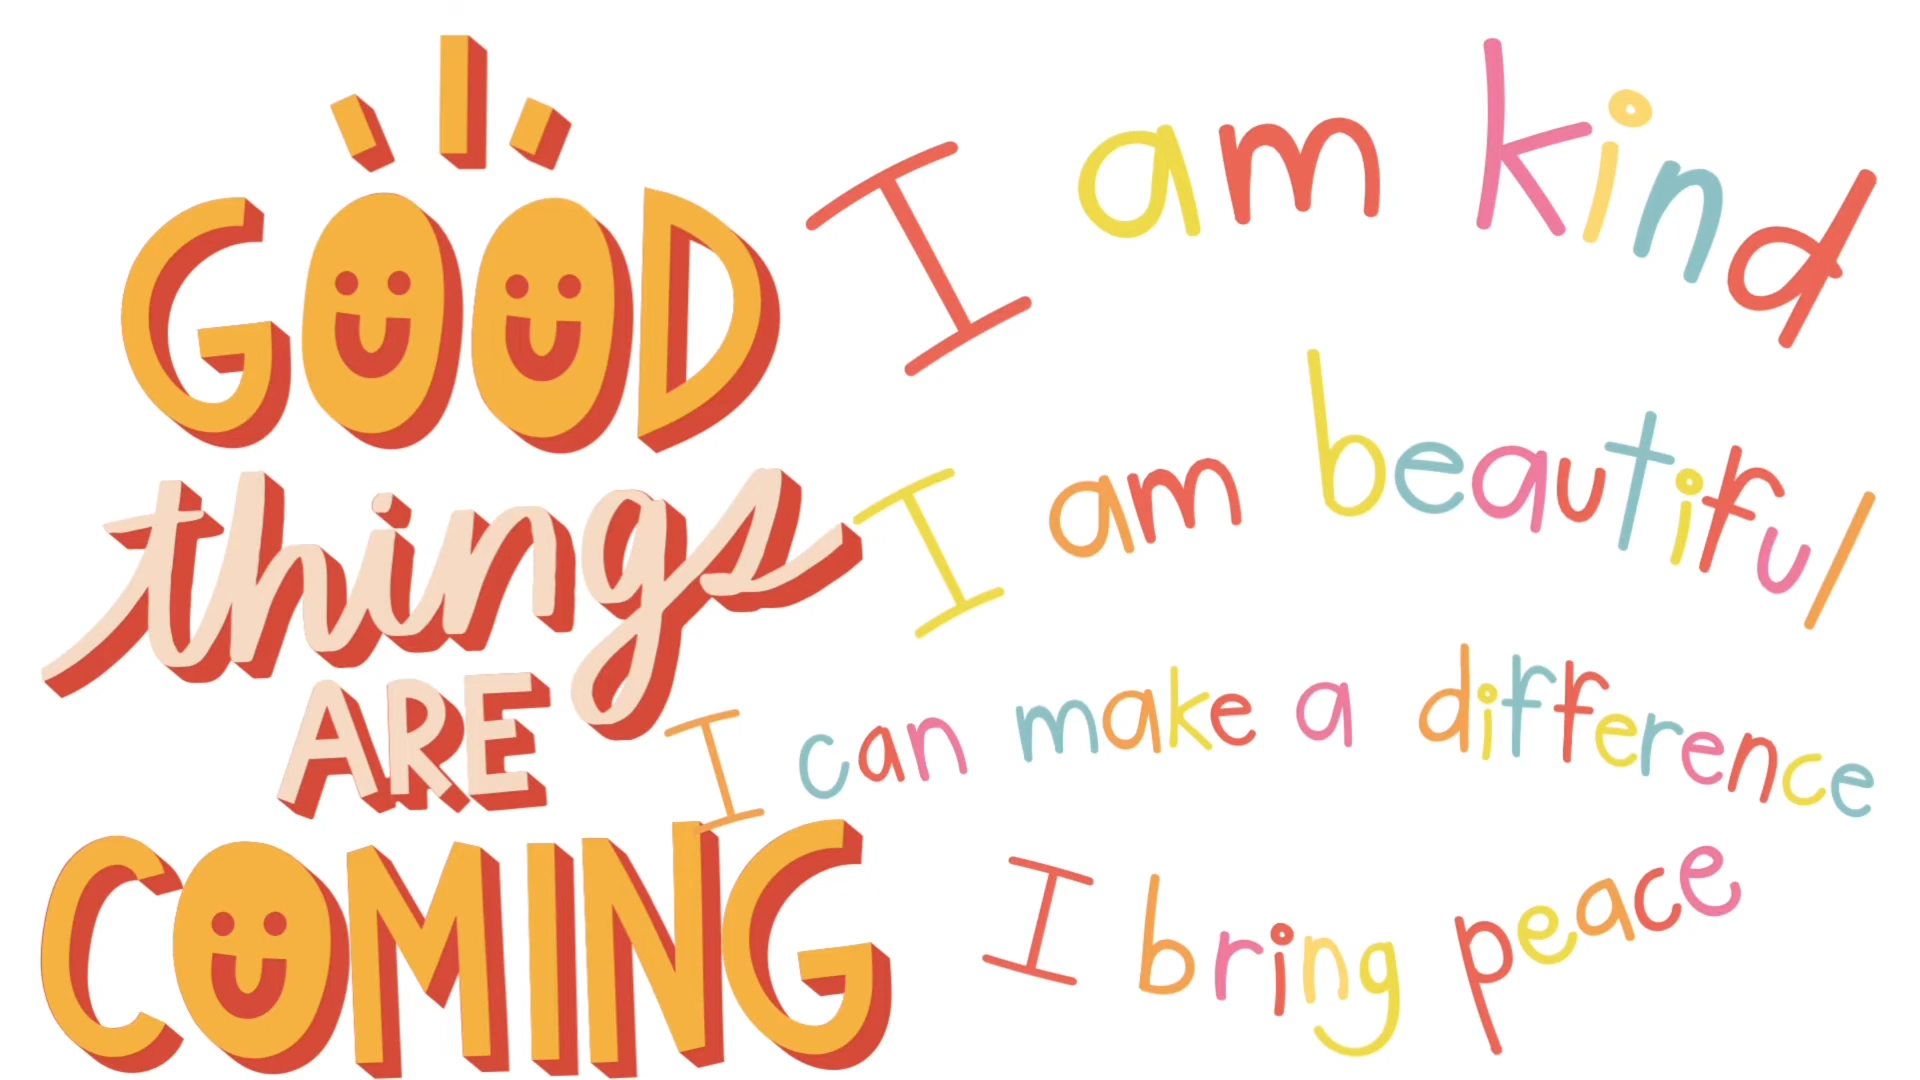 GOOD
things
ARE
COMING
I am kind
I am beautiful
I can make a difference
I bring peace